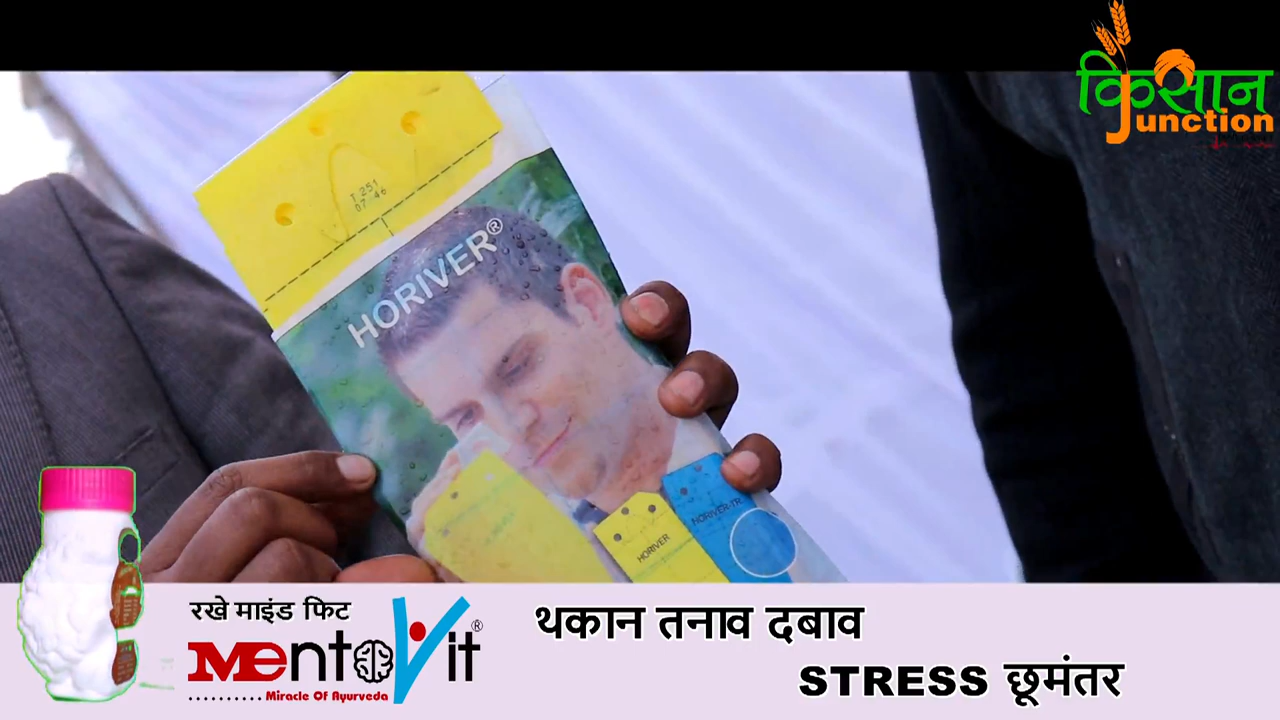 किसान
Junction
T 251
07 46
HORIVER®
HORIVER
HORIVER-TR
रखे माइंड फिट
MentoVit®
Miracle Of Ayurveda
थकान तनाव दबाव
STRESS छूमंतर